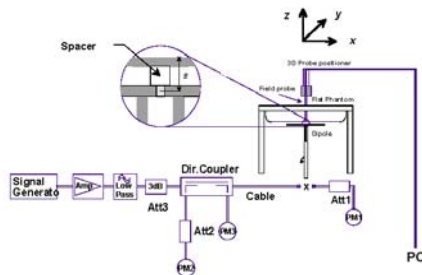 z
y
x
Spacer
s
3D Probe positioner
Field probe
Flat Phantom
Dipole
Signal
Generato
Amp
Low
Pass
3dB
Att3
Dir.Coupler
Cable
x
Att1
PM1
Att2
PM3
PM2
PC